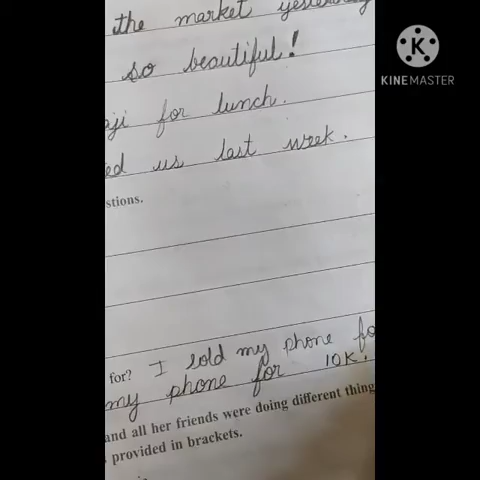 the market yesterday
so beautiful!
for lunch.
us last week.
stions.
for? I sold my phone fo
my phone for 10K.
and all her friends were doing different thing
provided in brackets.
KINEMASTER